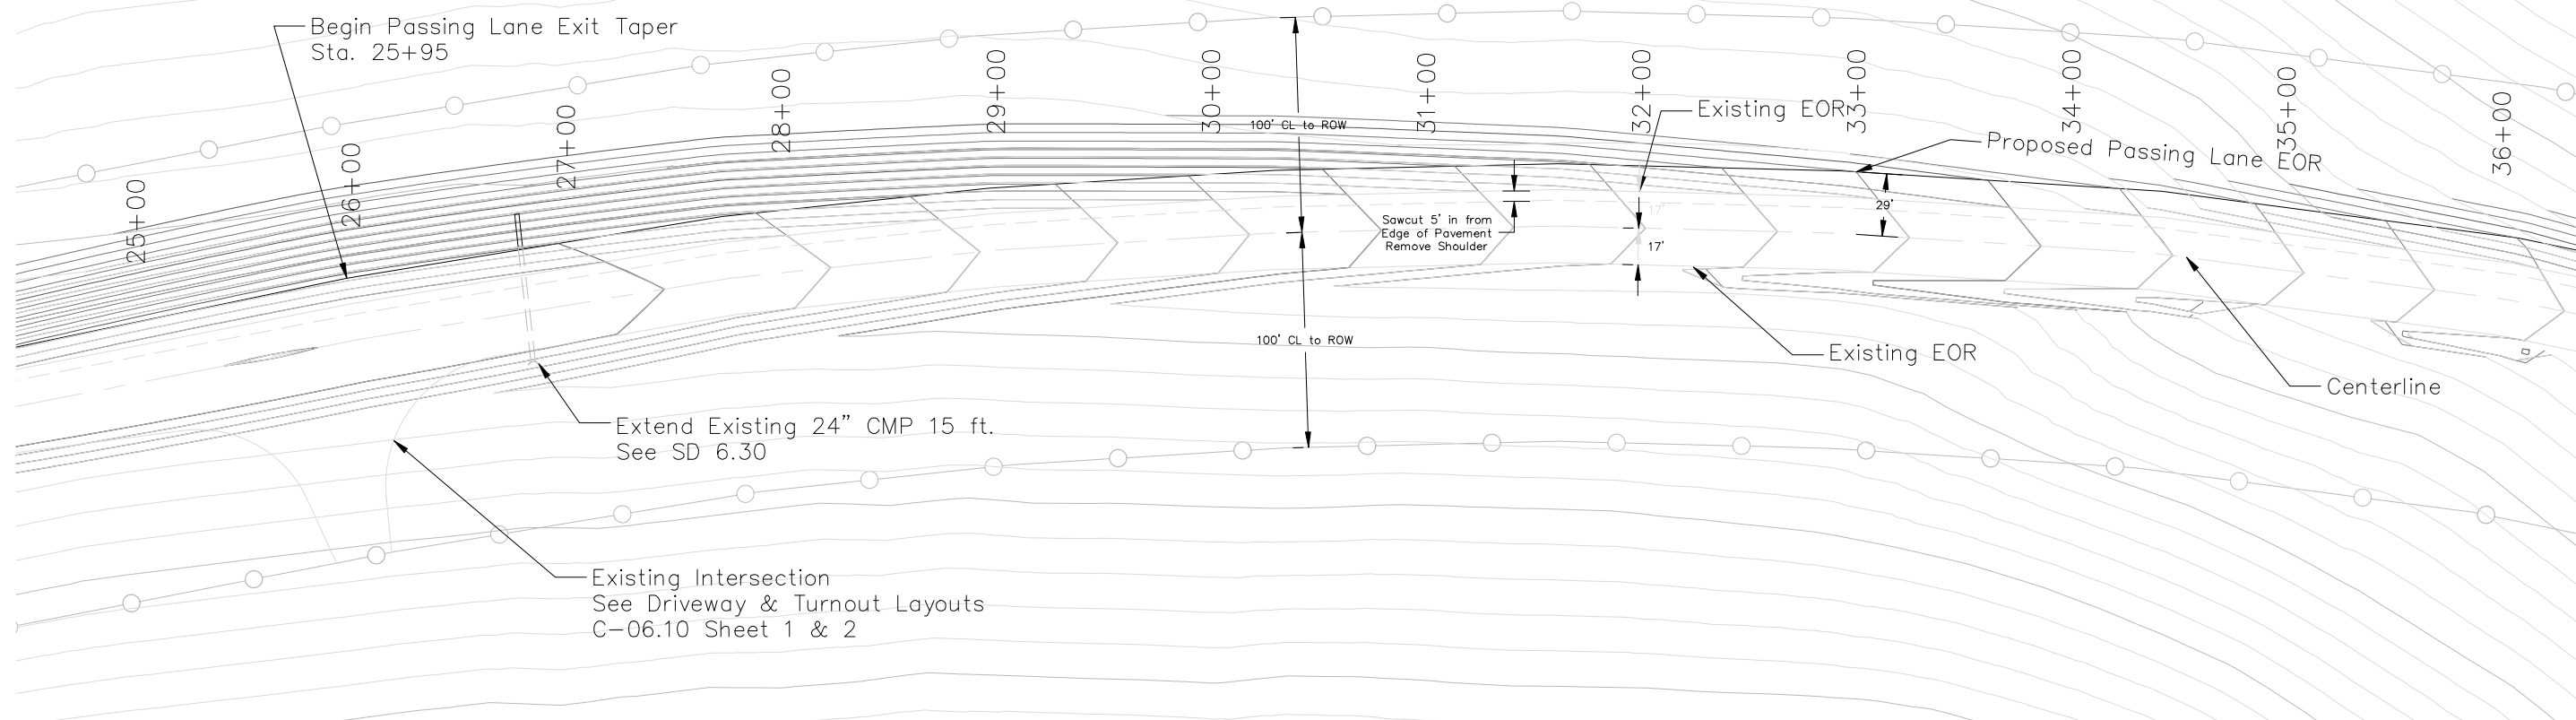 Begin Passing Lane Exit Taper
Sta. 25+95
25+00
26+00
27+00
28+00
29+00
30+00
31+00
32+00
33+00
34+00
35+00
36+00
100' CL to ROW
Existing EOR
Proposed Passing Lane EOR
Sawcut 5' in from
Edge of Pavement
Remove Shoulder
17'
17'
29'
100' CL to ROW
Existing EOR
Centerline
Extend Existing 24” CMP 15 ft.
See SD 6.30
Existing Intersection
See Driveway & Turnout Layouts
C-06.10 Sheet 1 & 2